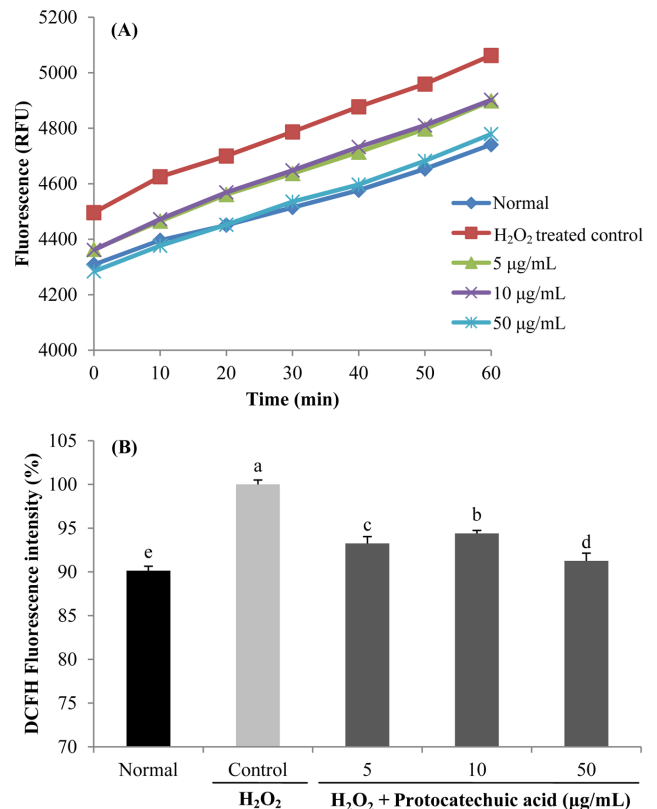 (A)
Fluorescence (RFU)
5200
5000
4800
4600
4400
4200
4000
0 10 20 30 40 50 60
Time (min)
Normal
H₂O₂ treated control
5 μg/mL
10 μg/mL
50 μg/mL
(B)
DCFH Fluorescence intensity (%)
105
100
95
90
85
80
75
70
e
a
c
b
d
Normal Control 5 10 50
H₂O₂ H₂O₂ + Protocatechuic acid (μg/mL)